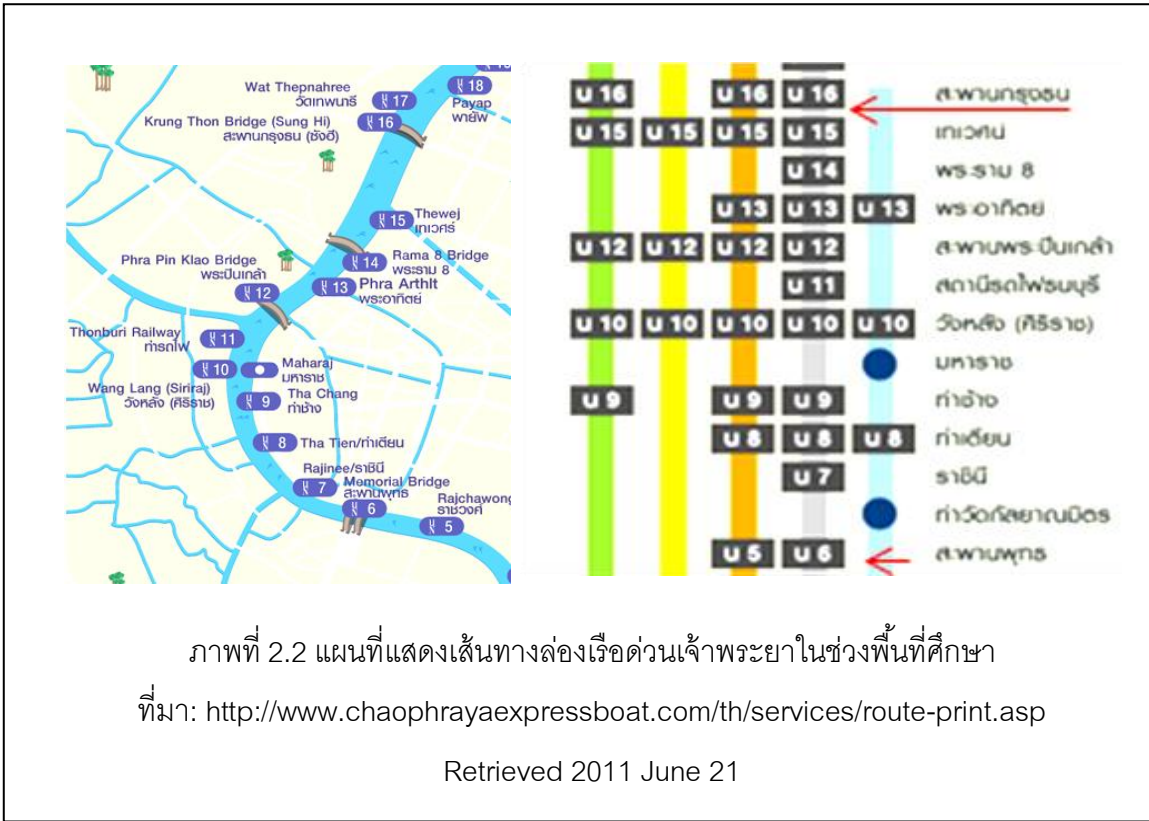 18
Wat Thepnahree
วัดเทพนารี
น 17
Payap
พายัพ
Krung Thon Bridge (Sung Hi)
สะพานกรุงธน (ซังฮี้)
น 16
น 15
Thewej
เทเวศร์
Phra Pin Klao Bridge
พระปิ่นเกล้า
น 14
Rama 8 Bridge
พระราม 8
น 12
น 13
Phra Arthit
พระอาทิตย์
Thonburi Railway
ท่ารถไฟ
น 11
น 10
Maharaj
มหาราช
Wang Lang (Siriraj)
วังหลัง (ศิริราช)
น 9
Tha Chang
ท่าช้าง
น 8
Tha Tien/ท่าเตียน
Rajinee/ราชินี
น 7
Memorial Bridge
สะพานพุทธ
น 6
Rajchawong
ราชวงศ์
น 5
น 16 น 16 น 16 สะพานกรุงธน
น 15 น 15 น 15 น 15 เทเวศน์
น 14 พระราม 8
น 13 น 13 น 13 พระอาทิตย์
น 12 น 12 น 12 น 12 สะพานพระปิ่นเกล้า
น 11 สถานีรถไฟธนบุรี
น 10 น 10 น 10 น 10 น 10 วังหลัง (ศิริราช)
มหาราช
น 9 น 9 น 9 ท่าช้าง
น 8 น 8 น 8 ท่าเตียน
น 7 ราชินี
ท่าวัดกัลยาณมิตร
น 5 น 6 สะพานพุทธ
ภาพที่ 2.2 แผนที่แสดงเส้นทางล่องเรือด่วนเจ้าพระยาในช่วงพื้นที่ศึกษา
ที่มา: http://www.chaophrayaexpressboat.com/th/services/route-print.asp
Retrieved 2011 June 21